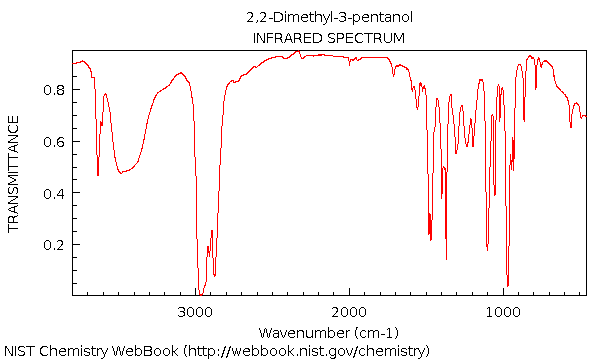 2,2-Dimethyl-3-pentanol
INFRARED SPECTRUM
TRANSMITTANCE
0.8
0.6
0.4
0.2
3000 2000 1000
Wavenumber (cm-1)
NIST Chemistry WebBook (http://webbook.nist.gov/chemistry)